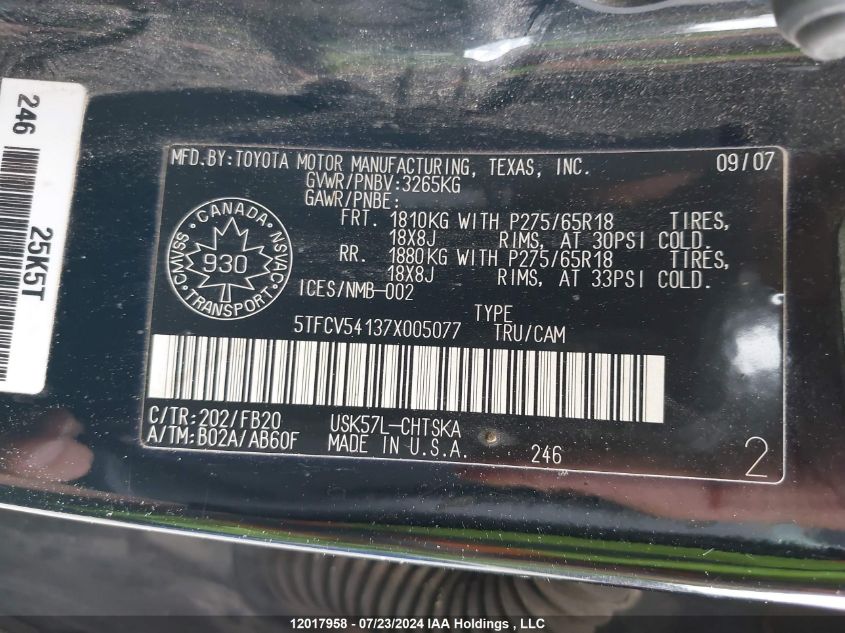 246
25K5T
MFD.BY:TOYOTA MOTOR MANUFACTURING, TEXAS, INC. 09/07
GVWR/PNBV:3265KG
GAWR/PNBE:
FRT. 1810KG WITH P275/65R18 TIRES,
18X8J RIMS, AT 30PSI COLD.
RR. 1880KG WITH P275/65R18 TIRES,
18X8J RIMS, AT 33PSI COLD.
ICES/NMB-002
CANADA
CMVSS 930 NSVAC
TRANSPORT
TYPE
5TFCV54137X005077 TRU/CAM
C/TR:202/FB20 USK57L-CHTSKA
A/TM:B02A/AB60F MADE IN U.S.A. 246 2
12017958 - 07/23/2024 IAA Holdings, LLC